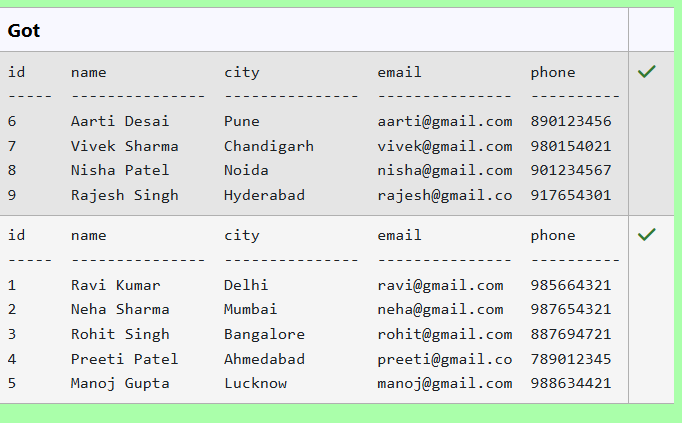 Got
id     name             city             email            phone
-----  ---------------  ---------------  ---------------  ----------
6      Aarti Desai      Pune             aarti@gmail.com  890123456
7      Vivek Sharma     Chandigarh       vivek@gmail.com  980154021
8      Nisha Patel      Noida            nisha@gmail.com  901234567
9      Rajesh Singh     Hyderabad        rajesh@gmail.co  917654301
id     name             city             email            phone
-----  ---------------  ---------------  ---------------  ----------
1      Ravi Kumar       Delhi            ravi@gmail.com   985664321
2      Neha Sharma      Mumbai           neha@gmail.com   987654321
3      Rohit Singh      Bangalore        rohit@gmail.com  887694721
4      Preeti Patel     Ahmedabad        preeti@gmail.co  789012345
5      Manoj Gupta      Lucknow          manoj@gmail.com  988634421